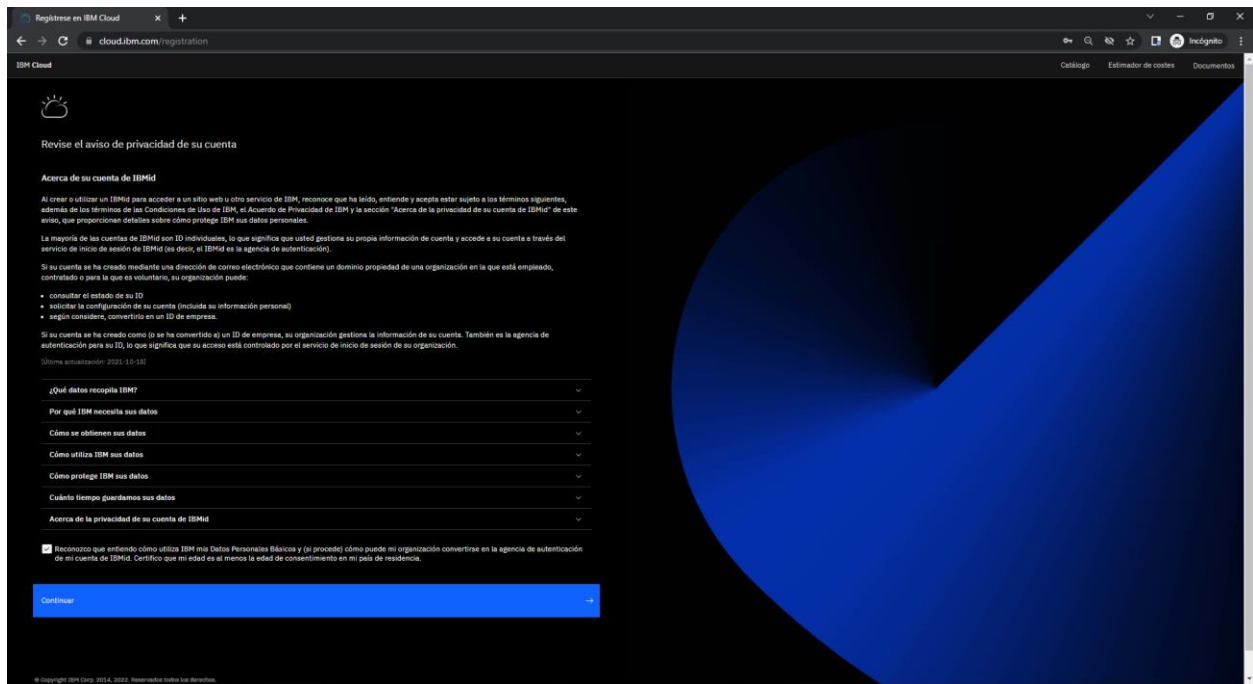 Regístrese en IBM Cloud
cloud.ibm.com/registration
Incógnito
IBM Cloud
Catálogo Estimador de costes Documentos
Revise el aviso de privacidad de su cuenta
Acerca de su cuenta de IBMid
Al crear o utilizar un IBMid para acceder a un sitio web u otro servicio de IBM, reconoce que ha leído, entiende y acepta estar sujeto a los términos siguientes,
además de los términos de las Condiciones de Uso de IBM, el Acuerdo de Privacidad de IBM y la sección "Acerca de la privacidad de su cuenta de IBMid" de este
aviso, que proporcionan detalles sobre cómo protege IBM sus datos personales.
La mayoría de las cuentas de IBMid son ID individuales, lo que significa que usted gestiona su propia información de cuenta y accede a su cuenta a través del
servicio de inicio de sesión de IBMid (es decir, el IBMid es la agencia de autenticación).
Si su cuenta se ha creado mediante una dirección de correo electrónico que contiene un dominio propiedad de una organización en la que está empleado,
contratado o para la que es voluntario, su organización puede:
• consultar el estado de su ID
• solicitar la configuración de su cuenta (incluida su información personal)
• según considere, convertirlo en un ID de empresa.
Si su cuenta se ha creado como (o se ha convertido a) un ID de empresa, su organización gestiona la información de su cuenta. También es la agencia de
autenticación para su ID, lo que significa que su acceso está controlado por el servicio de inicio de sesión de su organización.
[Última actualización: 2021-10-18]
¿Qué datos recopila IBM?
Por qué IBM necesita sus datos
Cómo se obtienen sus datos
Cómo utiliza IBM sus datos
Cómo protege IBM sus datos
Cuánto tiempo guardamos sus datos
Acerca de la privacidad de su cuenta de IBMid
Reconozco que entiendo cómo utiliza IBM mis Datos Personales Básicos y (si procede) cómo puede mi organización convertirse en la agencia de autenticación
de mi cuenta de IBMid. Certifico que mi edad es al menos la edad de consentimiento en mi país de residencia.
Continuar
© Copyright IBM Corp. 2014, 2022. Reservados todos los derechos.